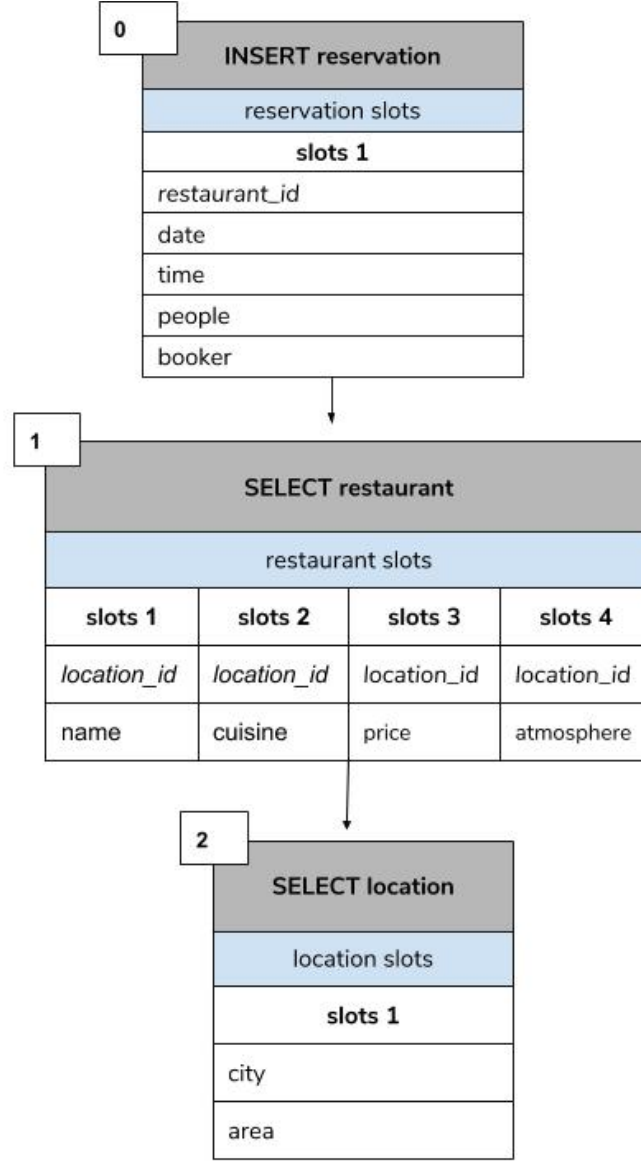 0
INSERT reservation
reservation slots
slots 1
restaurant_id
date
time
people
booker
1
SELECT restaurant
restaurant slots
slots 1 slots 2 slots 3 slots 4
location_id location_id location_id location_id
name cuisine price atmosphere
2
SELECT location
location slots
slots 1
city
area